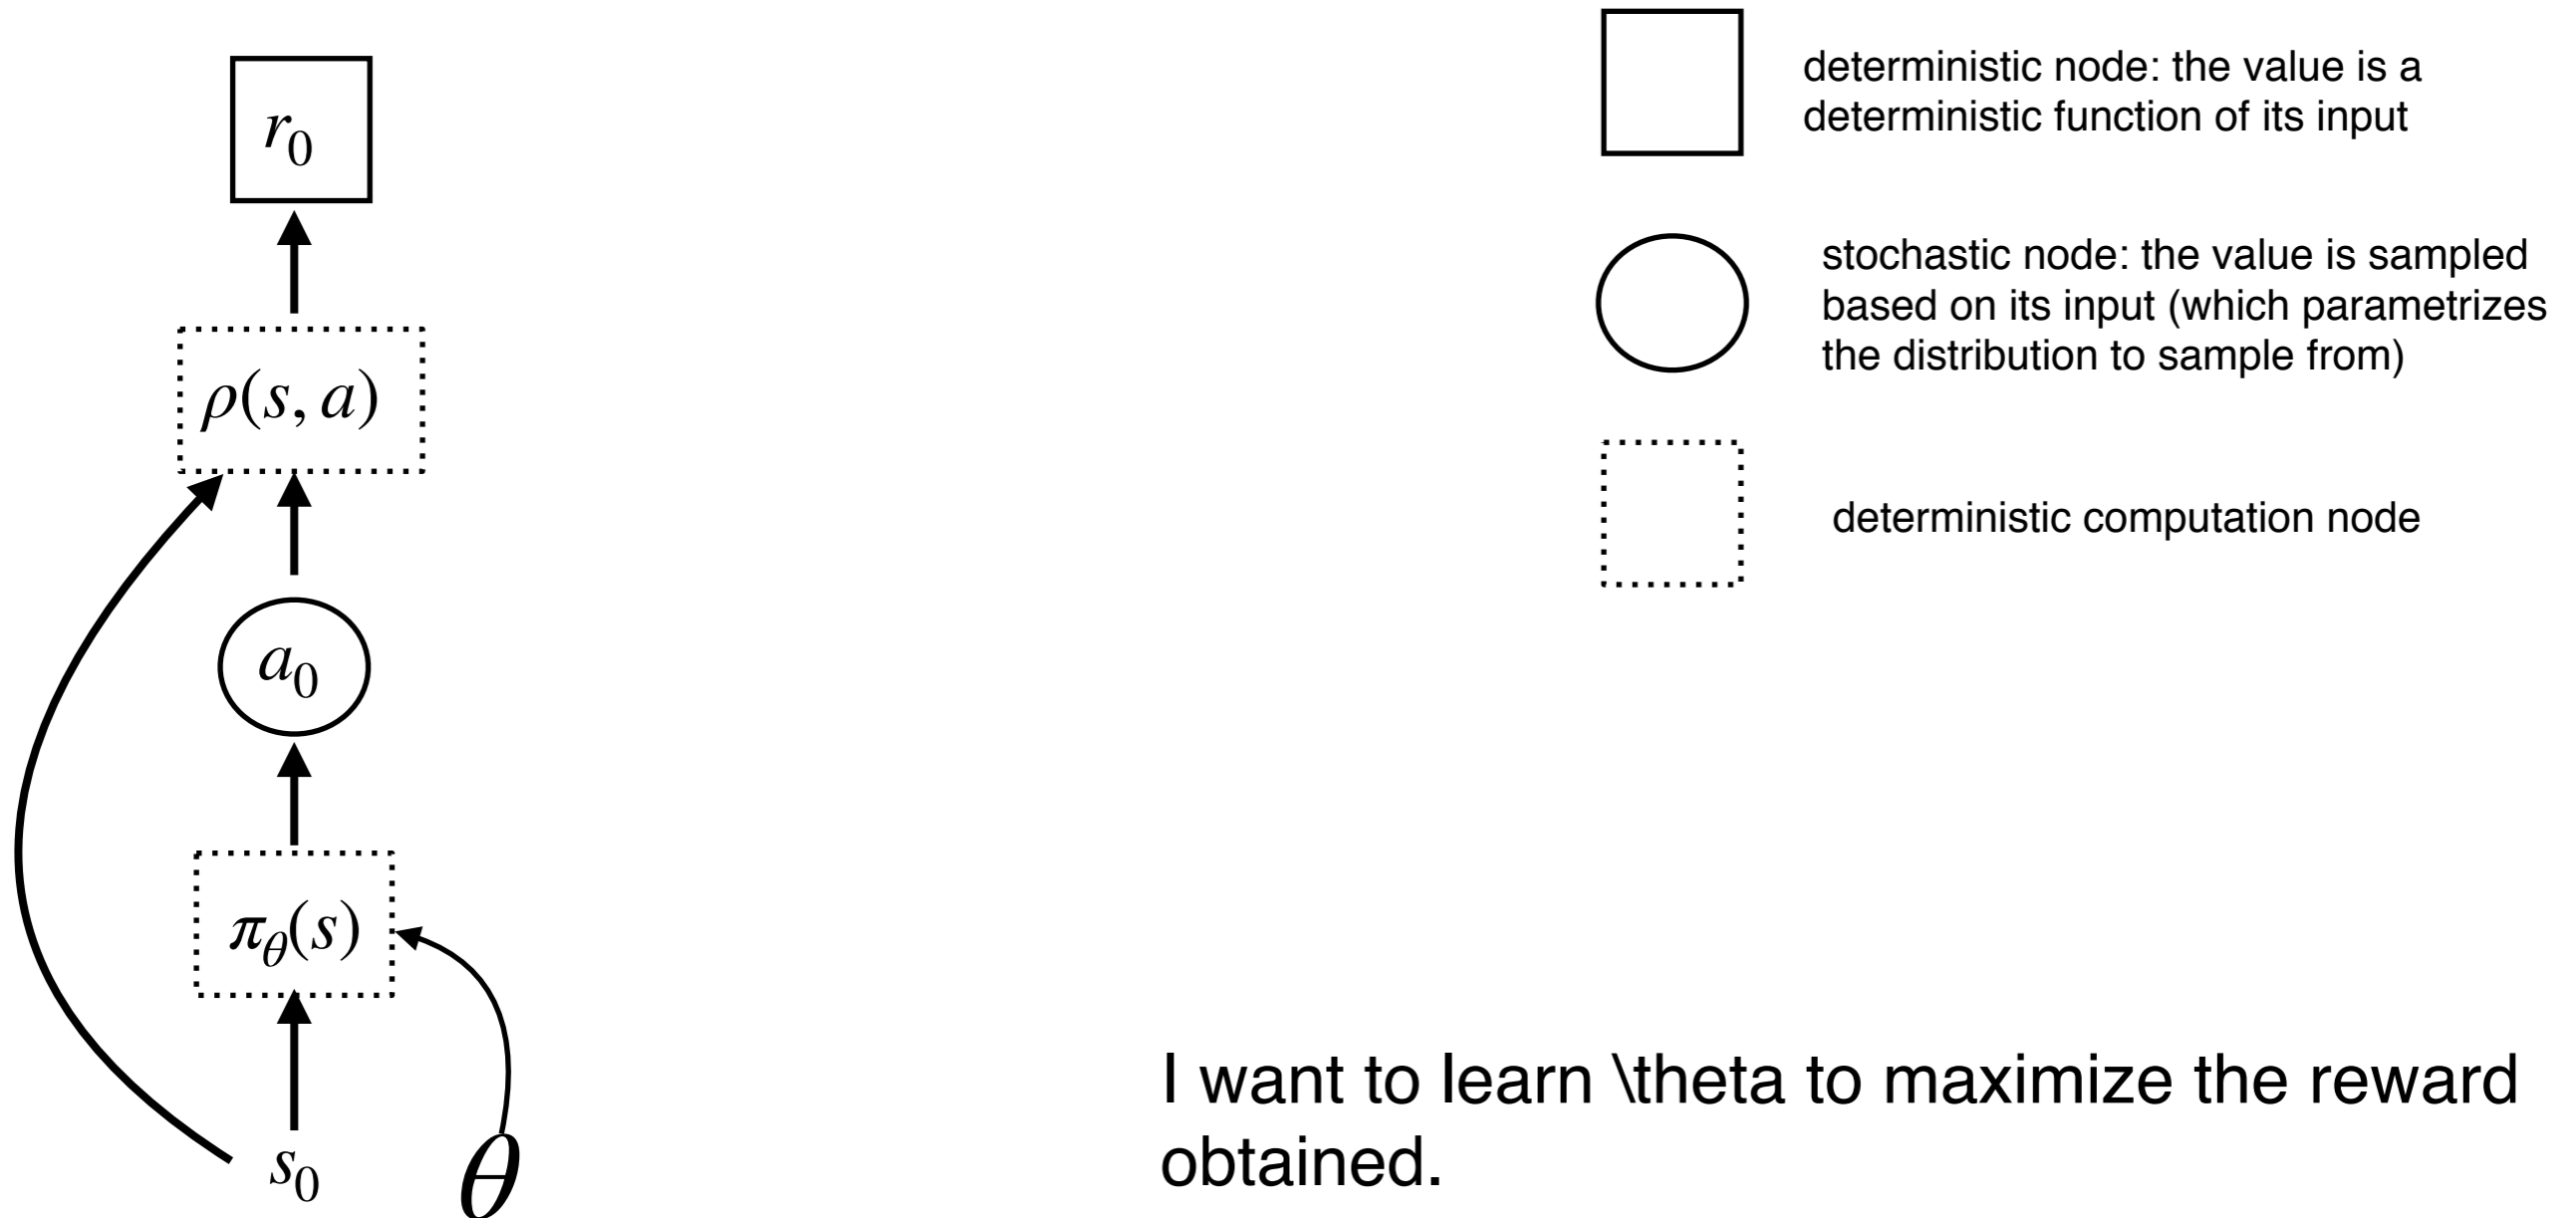 r₀
ρ(s, a)
a₀
π_θ(s)
s₀
θ
deterministic node: the value is a
deterministic function of its input
stochastic node: the value is sampled
based on its input (which parametrizes
the distribution to sample from)
deterministic computation node
I want to learn \theta to maximize the reward
obtained.